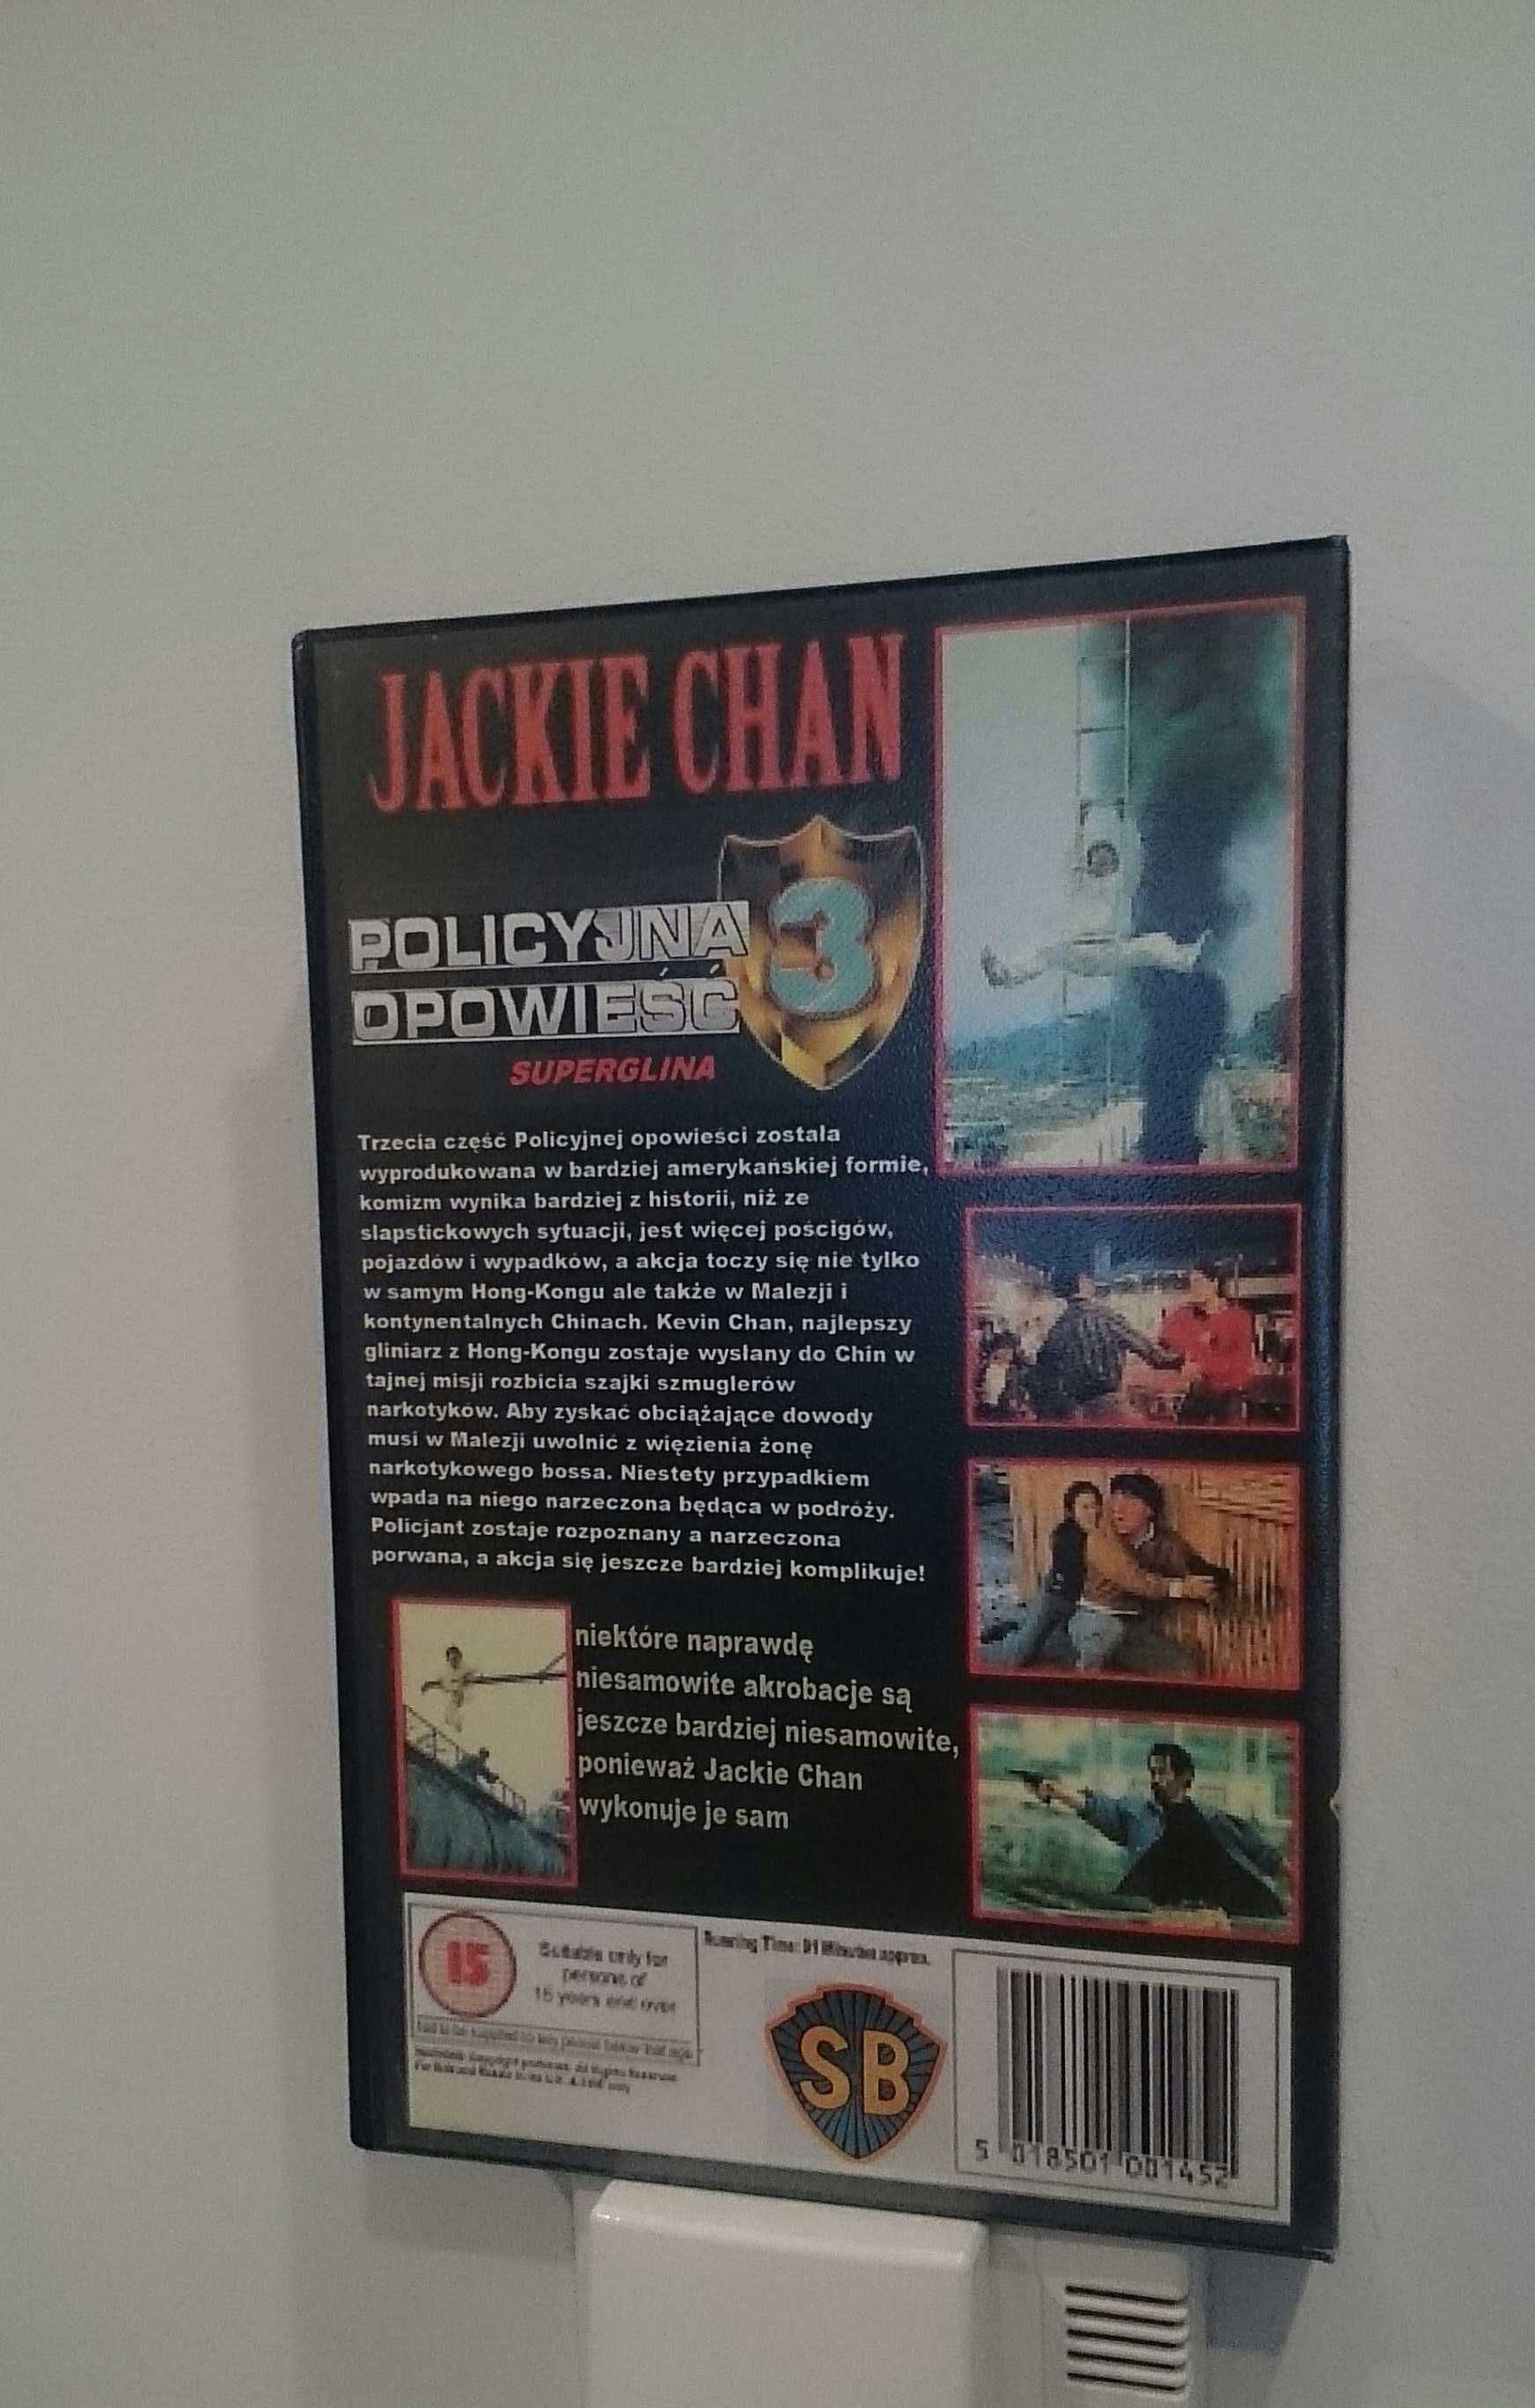 JACKIE CHAN
POLICYJNA
OPOWIEŚĆ
3
SUPERGLINA
Trzecia część Policyjnej opowieści została
wyprodukowana w bardziej amerykańskiej formie,
komizm wynika bardziej z historii, niż ze
slapstickowych sytuacji, jest więcej pościgów,
pojazdów i wypadków, a akcja toczy się nie tylko
w samym Hong-Kongu ale także w Malezji i
kontynentalnych Chinach. Kevin Chan, najlepszy
gliniarz z Hong-Kongu zostaje wysłany do Chin w
tajnej misji rozbicia szajki szmuglerów
narkotyków. Aby zyskać obciążające dowody
musi w Malezji uwolnić z więzienia żonę
narkotykowego bossa. Niestety przypadkiem
wpada na niego narzeczona będąca w podróży.
Policjant zostaje rozpoznany a narzeczona
porwana, a akcja się jeszcze bardziej komplikuje!
niektóre naprawdę
niesamowite akrobacje są
jeszcze bardziej niesamowite,
ponieważ Jackie Chan
wykonuje je sam
15
Suitable only for
persons of
15 years and over
Running Time: 91 Minutes approx.
SB
5 018501 001452